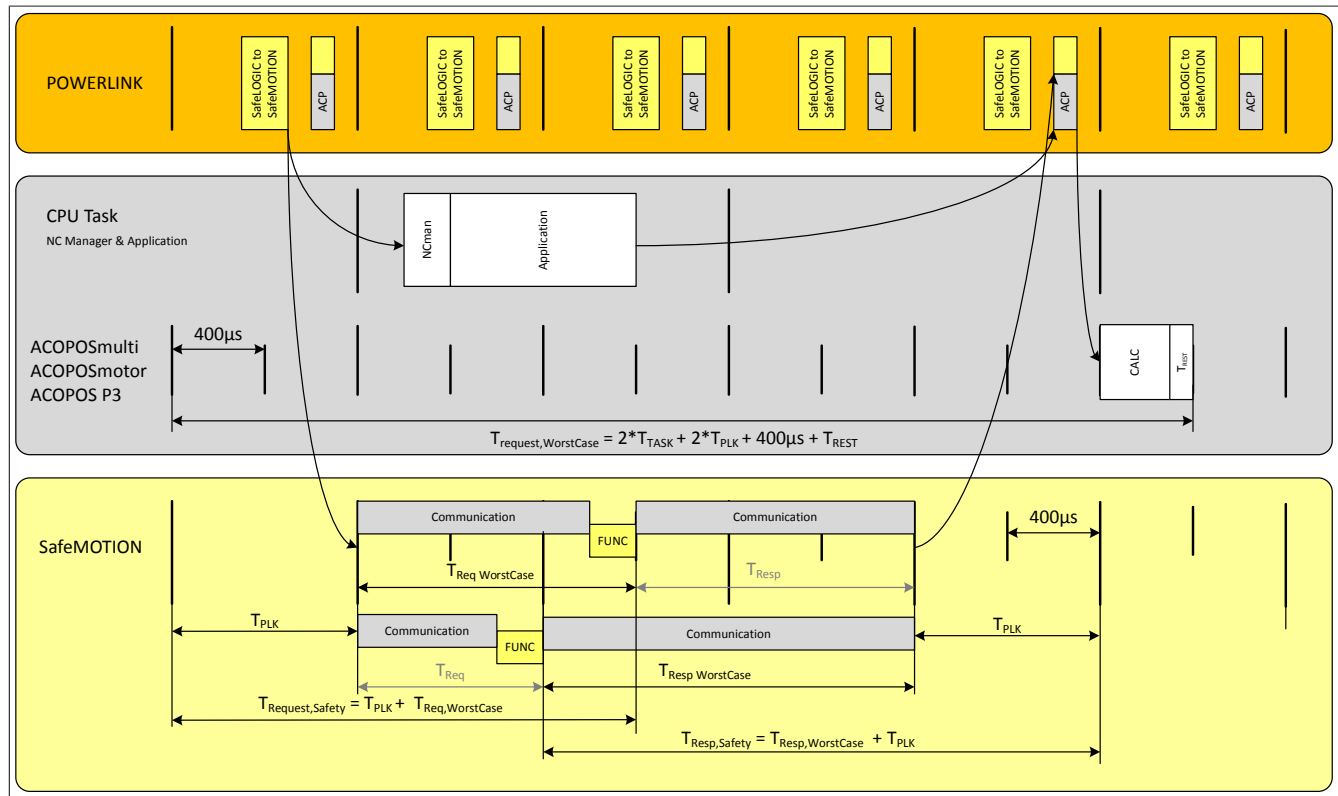 POWERLINK
SafeLOGIC to
SafeMOTION
ACP
SafeLOGIC to
SafeMOTION
ACP
SafeLOGIC to
SafeMOTION
ACP
SafeLOGIC to
SafeMOTION
ACP
SafeLOGIC to
SafeMOTION
ACP
SafeLOGIC to
SafeMOTION
ACP
CPU Task
NC Manager & Application
NCman
Application
ACOPOSmulti
ACOPOSmotor
ACOPOS P3
400µs
CALC
TREST
Trequest,WorstCase = 2*TTASK + 2*TPLK + 400µs + TREST
SafeMOTION
Communication
FUNC
Communication
400µs
TReq WorstCase
TResp
TPLK
Communication
FUNC
Communication
TPLK
TReq
TResp WorstCase
TRequest,Safety = TPLK + TReq,WorstCase
TResp,Safety = TResp,WorstCase + TPLK